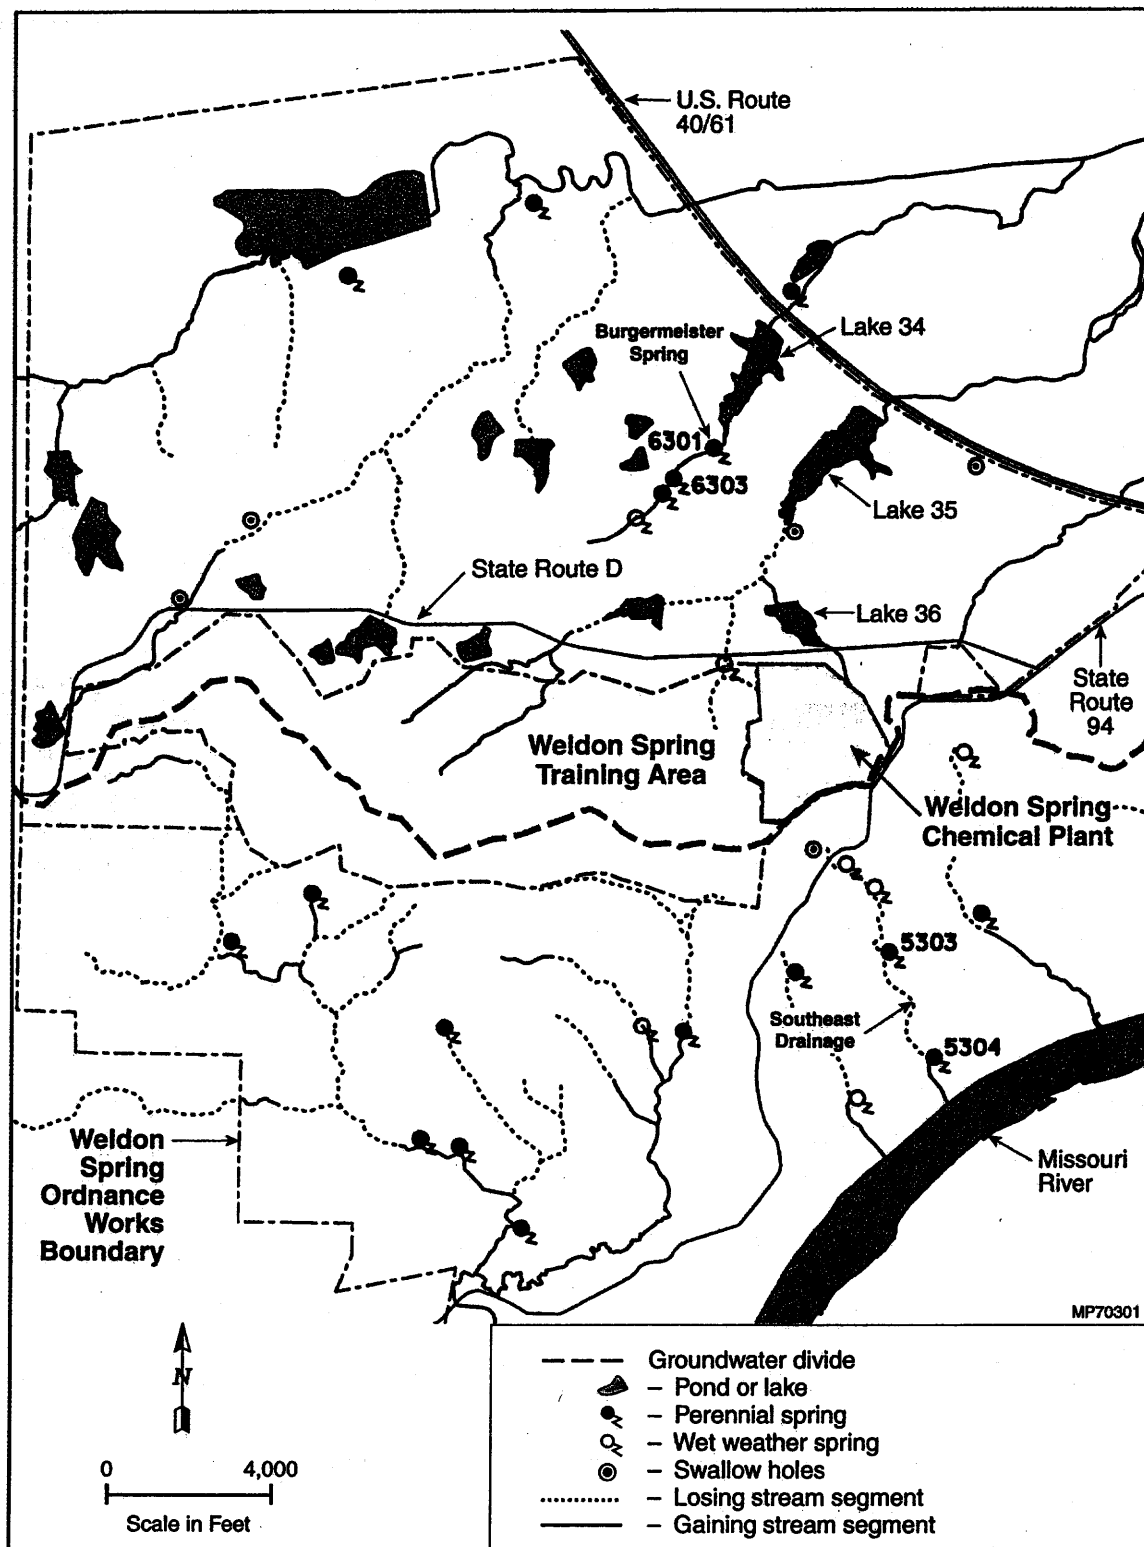 U.S. Route
40/61
Burgermeister
Spring
Lake 34
6301
6303
Lake 35
State Route D
Lake 36
State
Route
94
Weldon Spring
Training Area
Weldon Spring
Chemical Plant
5303
Southeast
Drainage
5304
Weldon
Spring
Ordnance
Works
Boundary
Missouri
River
MP70301
N
0 4,000
Scale in Feet
Groundwater divide
– Pond or lake
– Perennial spring
– Wet weather spring
– Swallow holes
– Losing stream segment
– Gaining stream segment